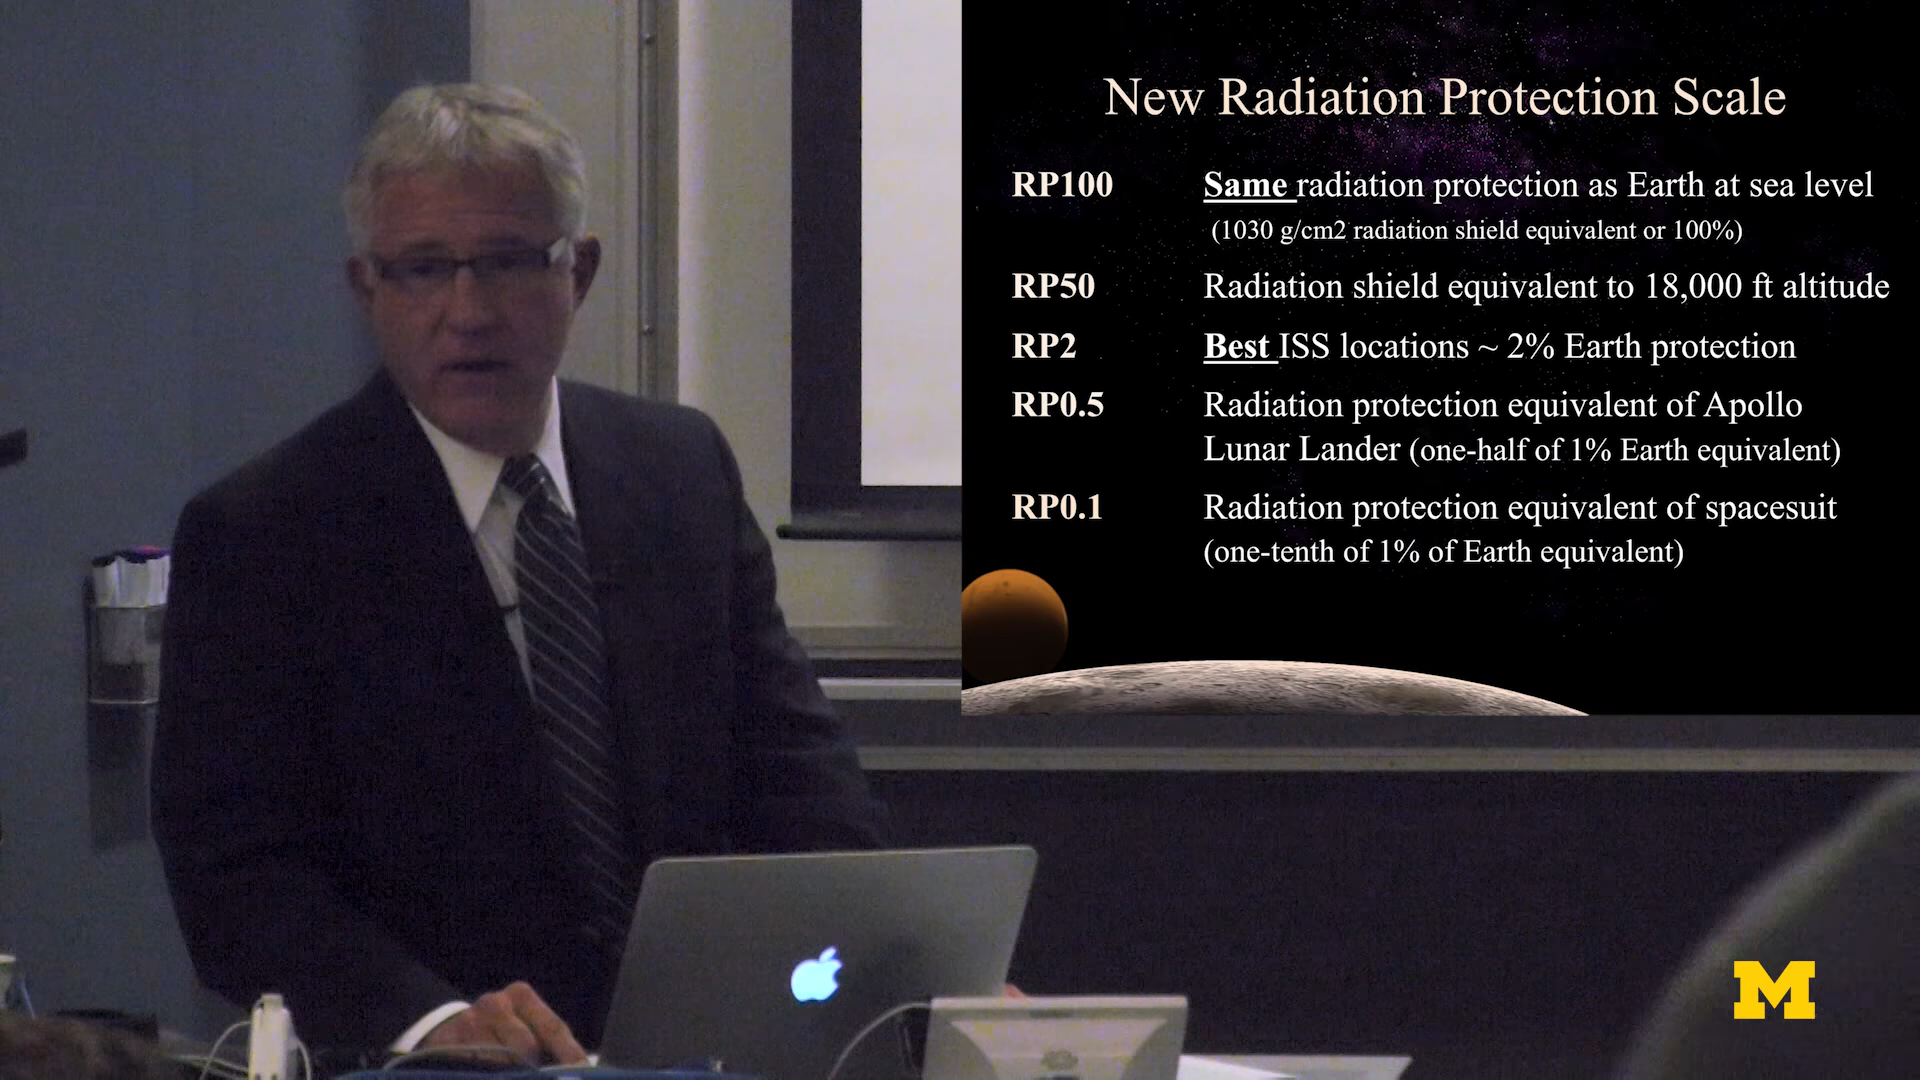 New Radiation Protection Scale
RP100 Same radiation protection as Earth at sea level
(1030 g/cm2 radiation shield equivalent or 100%)
RP50 Radiation shield equivalent to 18,000 ft altitude
RP2 Best ISS locations ~ 2% Earth protection
RP0.5 Radiation protection equivalent of Apollo
Lunar Lander (one-half of 1% Earth equivalent)
RP0.1 Radiation protection equivalent of spacesuit
(one-tenth of 1% of Earth equivalent)
M